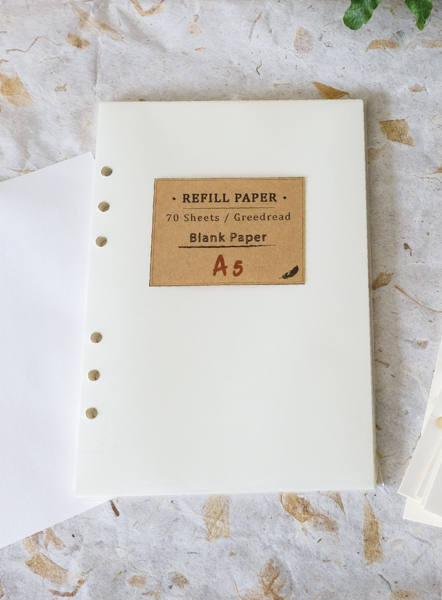 · REFILL PAPER ·
70 Sheets / Greedread
Blank Paper
A5